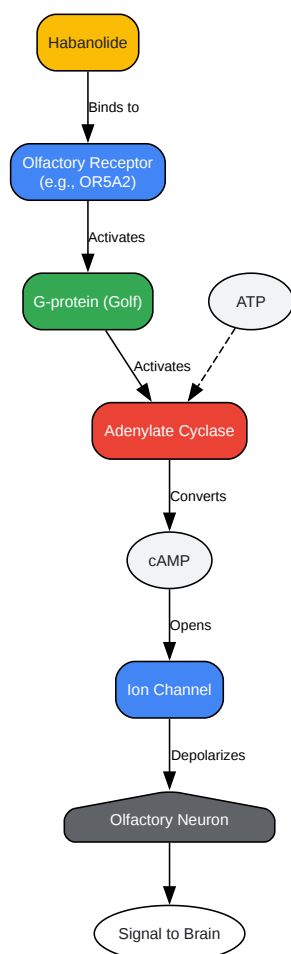 Habanolide
Binds to
Olfactory Receptor
(e.g., OR5A2)
Activates
G-protein (Golf)
ATP
Activates
Adenylate Cyclase
Converts
cAMP
Opens
Ion Channel
Depolarizes
Olfactory Neuron
Signal to Brain